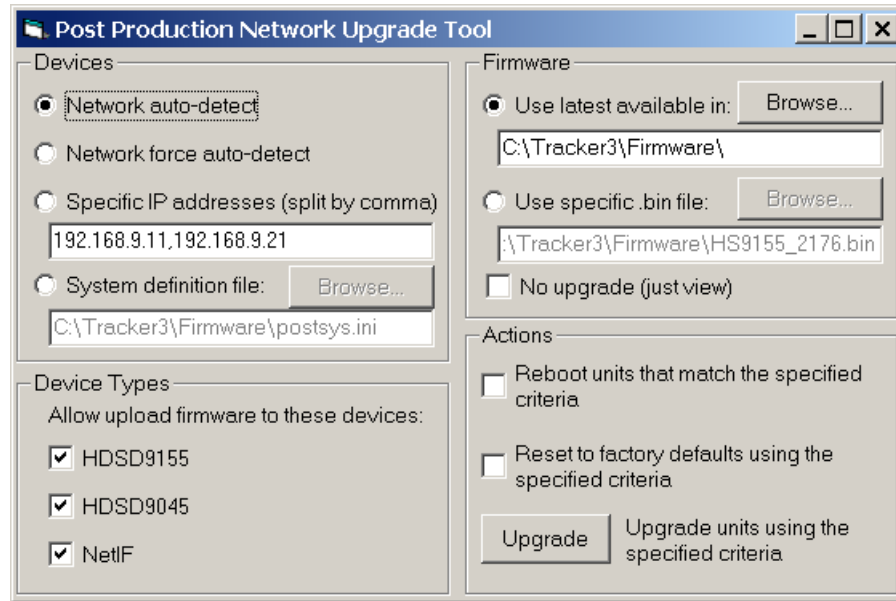 Post Production Network Upgrade Tool
Devices
Network auto-detect
Network force auto-detect
Specific IP addresses (split by comma)
192.168.9.11,192.168.9.21
System definition file: Browse...
C:\Tracker3\Firmware\postsys.ini
Device Types
Allow upload firmware to these devices:
HDSD9155
HDSD9045
NetIF
Firmware
Use latest available in: Browse...
C:\Tracker3\Firmware\
Use specific .bin file: Browse...
:\Tracker3\Firmware\HS9155_2176.bin
No upgrade (just view)
Actions
Reboot units that match the specified
criteria
Reset to factory defaults using the
specified criteria
Upgrade
Upgrade units using the
specified criteria